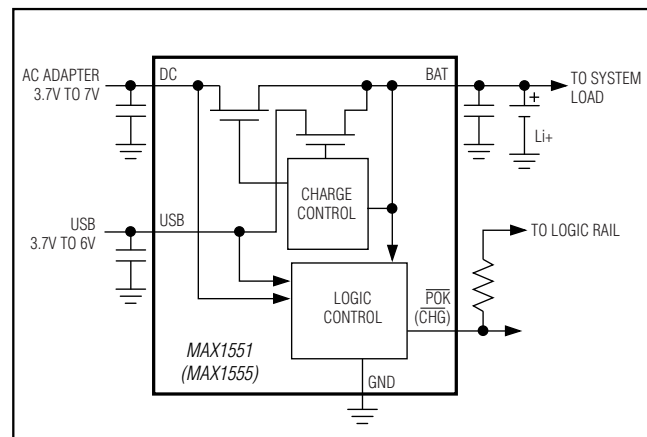 AC ADAPTER
3.7V TO 7V
DC
BAT
TO SYSTEM
LOAD
+
Li+
CHARGE
CONTROL
USB
3.7V TO 6V
USB
TO LOGIC RAIL
LOGIC
CONTROL
POK
(CHG)
MAX1551
(MAX1555)
GND